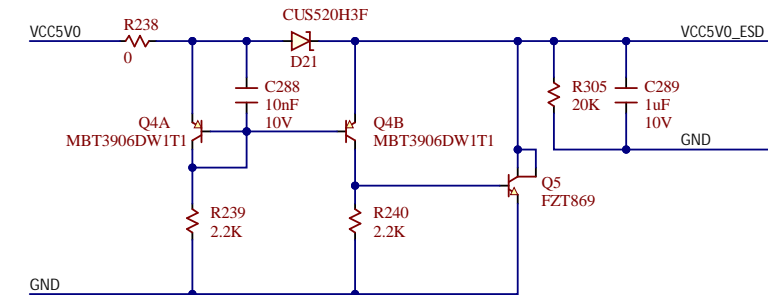 CUS520H3F
VCC5V0
R238
0
D21
VCC5V0_ESD
C288
10nF
10V
R305
20K
C289
1uF
10V
Q4A
MBT3906DW1T1
Q4B
MBT3906DW1T1
GND
Q5
FZT869
R239
2.2K
R240
2.2K
GND